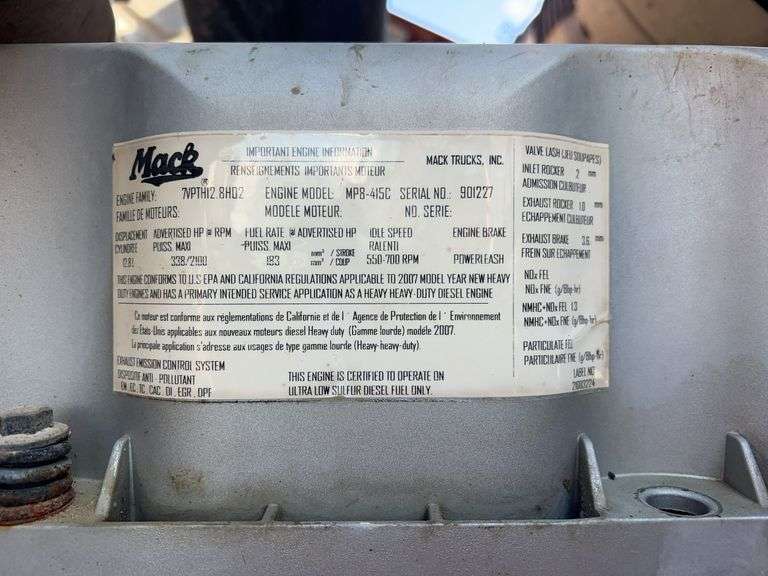 Mack
IMPORTANT ENGINE INFORMATION
RENSEIGNEMENTS IMPORTANTS MOTEUR
MACK TRUCKS, INC.
ENGINE FAMILY: 7VPTH12.8H02 ENGINE MODEL: MP8-415C SERIAL NO.: 901227
FAMILLE DE MOTEURS: MODELE MOTEUR: NO. SERIE:
DISPLACEMENT ADVERTISED HP @ RPM FUEL RATE @ ADVERTISED HP IDLE SPEED ENGINE BRAKE
CYLINDREE PUISS. MAXI -PUISS. MAXI RALENTI
12.8 l 338/2100 183 mm³ / STROKE mm³ / COUP 550-700 RPM POWERLEASH
THIS ENGINE CONFORMS TO U.S EPA AND CALIFORNIA REGULATIONS APPLICABLE TO 2007 MODEL YEAR NEW HEAVY
DUTY ENGINES AND HAS A PRIMARY INTENDED SERVICE APPLICATION AS A HEAVY HEAVY-DUTY DIESEL ENGINE
Ce moteur est conforme aux réglementations de Californie et de l ' Agence de Protection de l ' Environnement
des Etats-Unis applicables aux nouveaux moteurs diesel Heavy duty (Gamme lourde) modèle 2007.
La principale application s'adresse aux usages de type gamme lourde (Heavy-heavy-duty).
EXHAUST EMISSION CONTROL SYSTEM
DISPOSITIF ANTI - POLLUTANT
EM, EC, TC, CAC, DI, EGR, DPF
THIS ENGINE IS CERTIFIED TO OPERATE ON
ULTRA LOW SULFUR DIESEL FUEL ONLY.
VALVE LASH (JEU SOUPAPES)
INLET ROCKER 2 mm
ADMISSION CULBUTEUR
EXHAUST ROCKER 1.0 mm
ECHAPPEMENT CULBUTEUR
EXHAUST BRAKE 3.6 mm
FREIN SUR ECHAPPEMENT
NOx FEL
NOx FNE (g/Bhp-hr)
NMHC+NOx FEL 1.3
NMHC+NOx FNE (g/Bhp-hr)
PARTICULATE FEL
PARTICULAIRE FNE (g/Bhp-hr)
LABEL NO